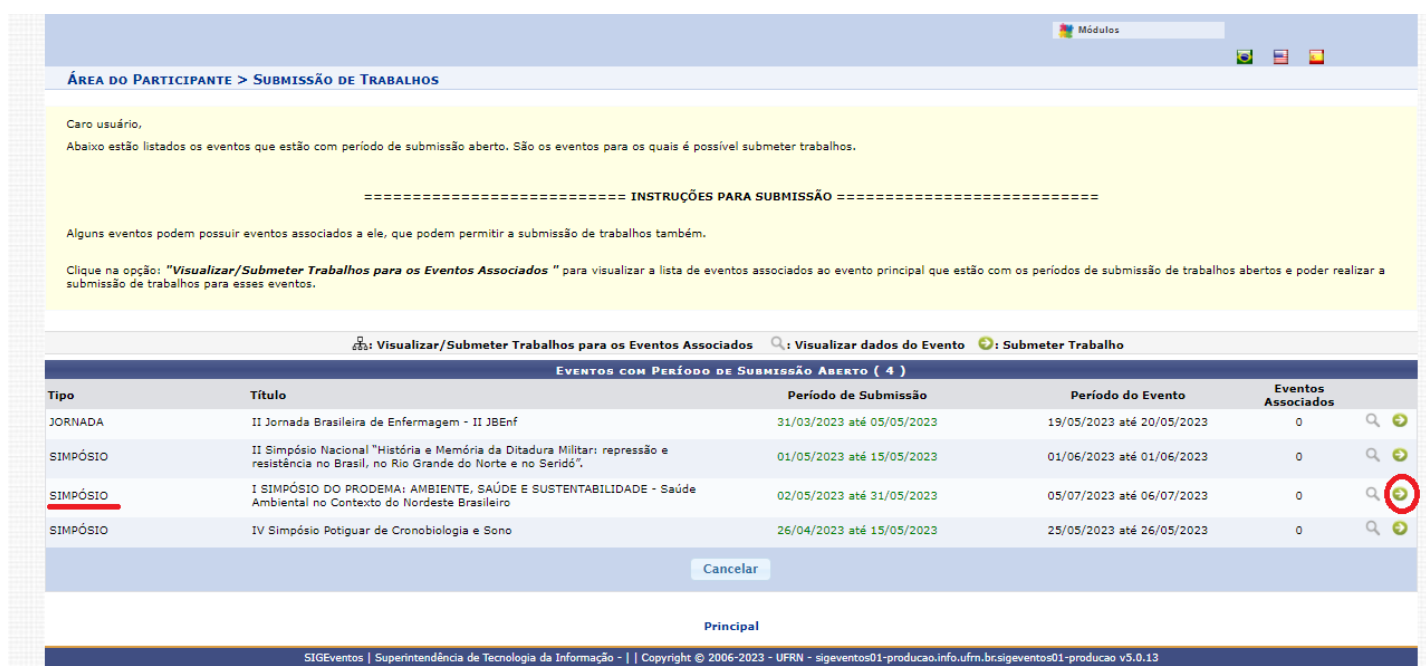 Módulos
ÁREA DO PARTICIPANTE > SUBMISSÃO DE TRABALHOS
Caro usuário,
Abaixo estão listados os eventos que estão com período de submissão aberto. São os eventos para os quais é possível submeter trabalhos.
=========================== INSTRUÇÕES PARA SUBMISSÃO ===========================
Alguns eventos podem possuir eventos associados a ele, que podem permitir a submissão de trabalhos também.
Clique na opção: "Visualizar/Submeter Trabalhos para os Eventos Associados " para visualizar a lista de eventos associados ao evento principal que estão com os períodos de submissão de trabalhos abertos e poder realizar a
submissão de trabalhos para esses eventos.
: Visualizar/Submeter Trabalhos para os Eventos Associados : Visualizar dados do Evento : Submeter Trabalho
EVENTOS COM PERÍODO DE SUBMISSÃO ABERTO ( 4 )
Tipo Título Período de Submissão Período do Evento Eventos Associados
JORNADA II Jornada Brasileira de Enfermagem - II JBEnf 31/03/2023 até 05/05/2023 19/05/2023 até 20/05/2023 0
SIMPÓSIO II Simpósio Nacional "História e Memória da Ditadura Militar: repressão e
resistência no Brasil, no Rio Grande do Norte e no Seridó". 01/05/2023 até 15/05/2023 01/06/2023 até 01/06/2023 0
SIMPÓSIO I SIMPÓSIO DO PRODEMA: AMBIENTE, SAÚDE E SUSTENTABILIDADE - Saúde
Ambiental no Contexto do Nordeste Brasileiro 02/05/2023 até 31/05/2023 05/07/2023 até 06/07/2023 0
SIMPÓSIO IV Simpósio Potiguar de Cronobiologia e Sono 26/04/2023 até 15/05/2023 25/05/2023 até 26/05/2023 0
Cancelar
Principal
SIGEventos | Superintendência de Tecnologia da Informação - | | Copyright © 2006-2023 - UFRN - sigeventos01-producao.info.ufrn.br.sigeventos01-producao v5.0.13